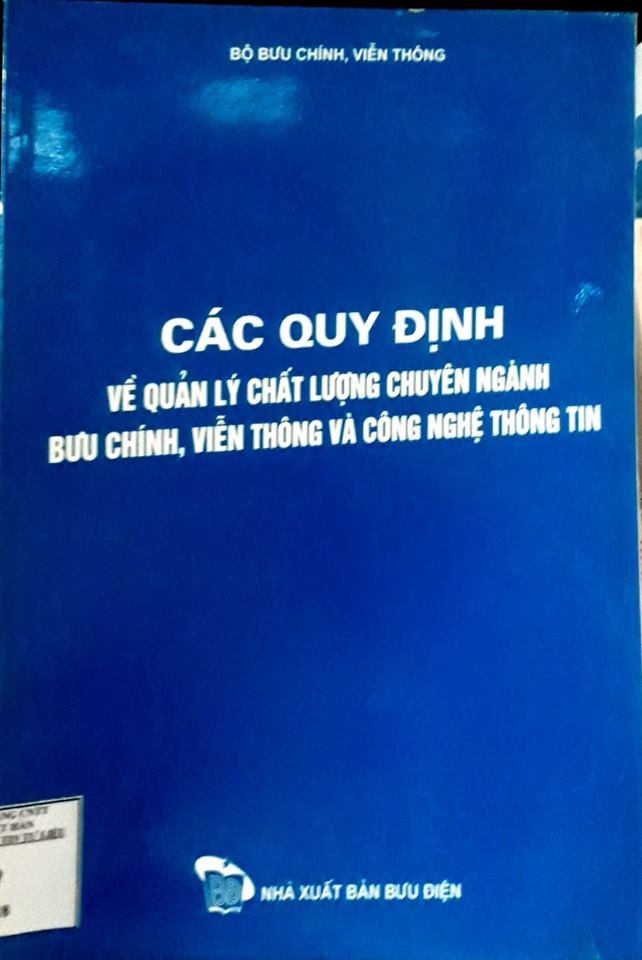 BỘ BƯU CHÍNH, VIỄN THÔNG
CÁC QUY ĐỊNH
VỀ QUẢN LÝ CHẤT LƯỢNG CHUYÊN NGÀNH
BƯU CHÍNH, VIỄN THÔNG VÀ CÔNG NGHỆ THÔNG TIN
NHÀ XUẤT BẢN BƯU ĐIỆN